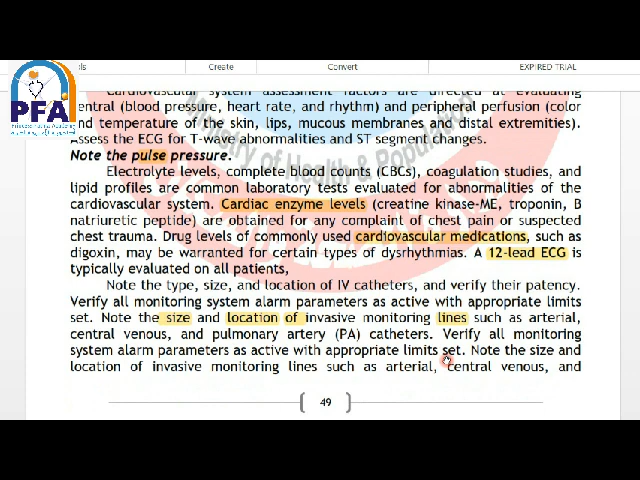 ols Create Convert EXPIRED TRIAL
PFA
Cardiovascular system assessment factors are directed at evaluating
central (blood pressure, heart rate, and rhythm) and peripheral perfusion (color
and temperature of the skin, lips, mucous membranes and distal extremities).
Assess the ECG for T-wave abnormalities and ST segment changes.
Note the pulse pressure.
Electrolyte levels, complete blood counts (CBCs), coagulation studies, and
lipid profiles are common laboratory tests evaluated for abnormalities of the
cardiovascular system. Cardiac enzyme levels (creatine kinase-ME, troponin, B
natriuretic peptide) are obtained for any complaint of chest pain or suspected
chest trauma. Drug levels of commonly used cardiovascular medications, such as
digoxin, may be warranted for certain types of dysrhythmias. A 12-lead ECG is
typically evaluated on all patients,
Note the type, size, and location of IV catheters, and verify their patency.
Verify all monitoring system alarm parameters as active with appropriate limits
set. Note the size and location of invasive monitoring lines such as arterial,
central venous, and pulmonary artery (PA) catheters. Verify all monitoring
system alarm parameters as active with appropriate limits set. Note the size and
location of invasive monitoring lines such as arterial, central venous, and
49
Ministry of Health & Population